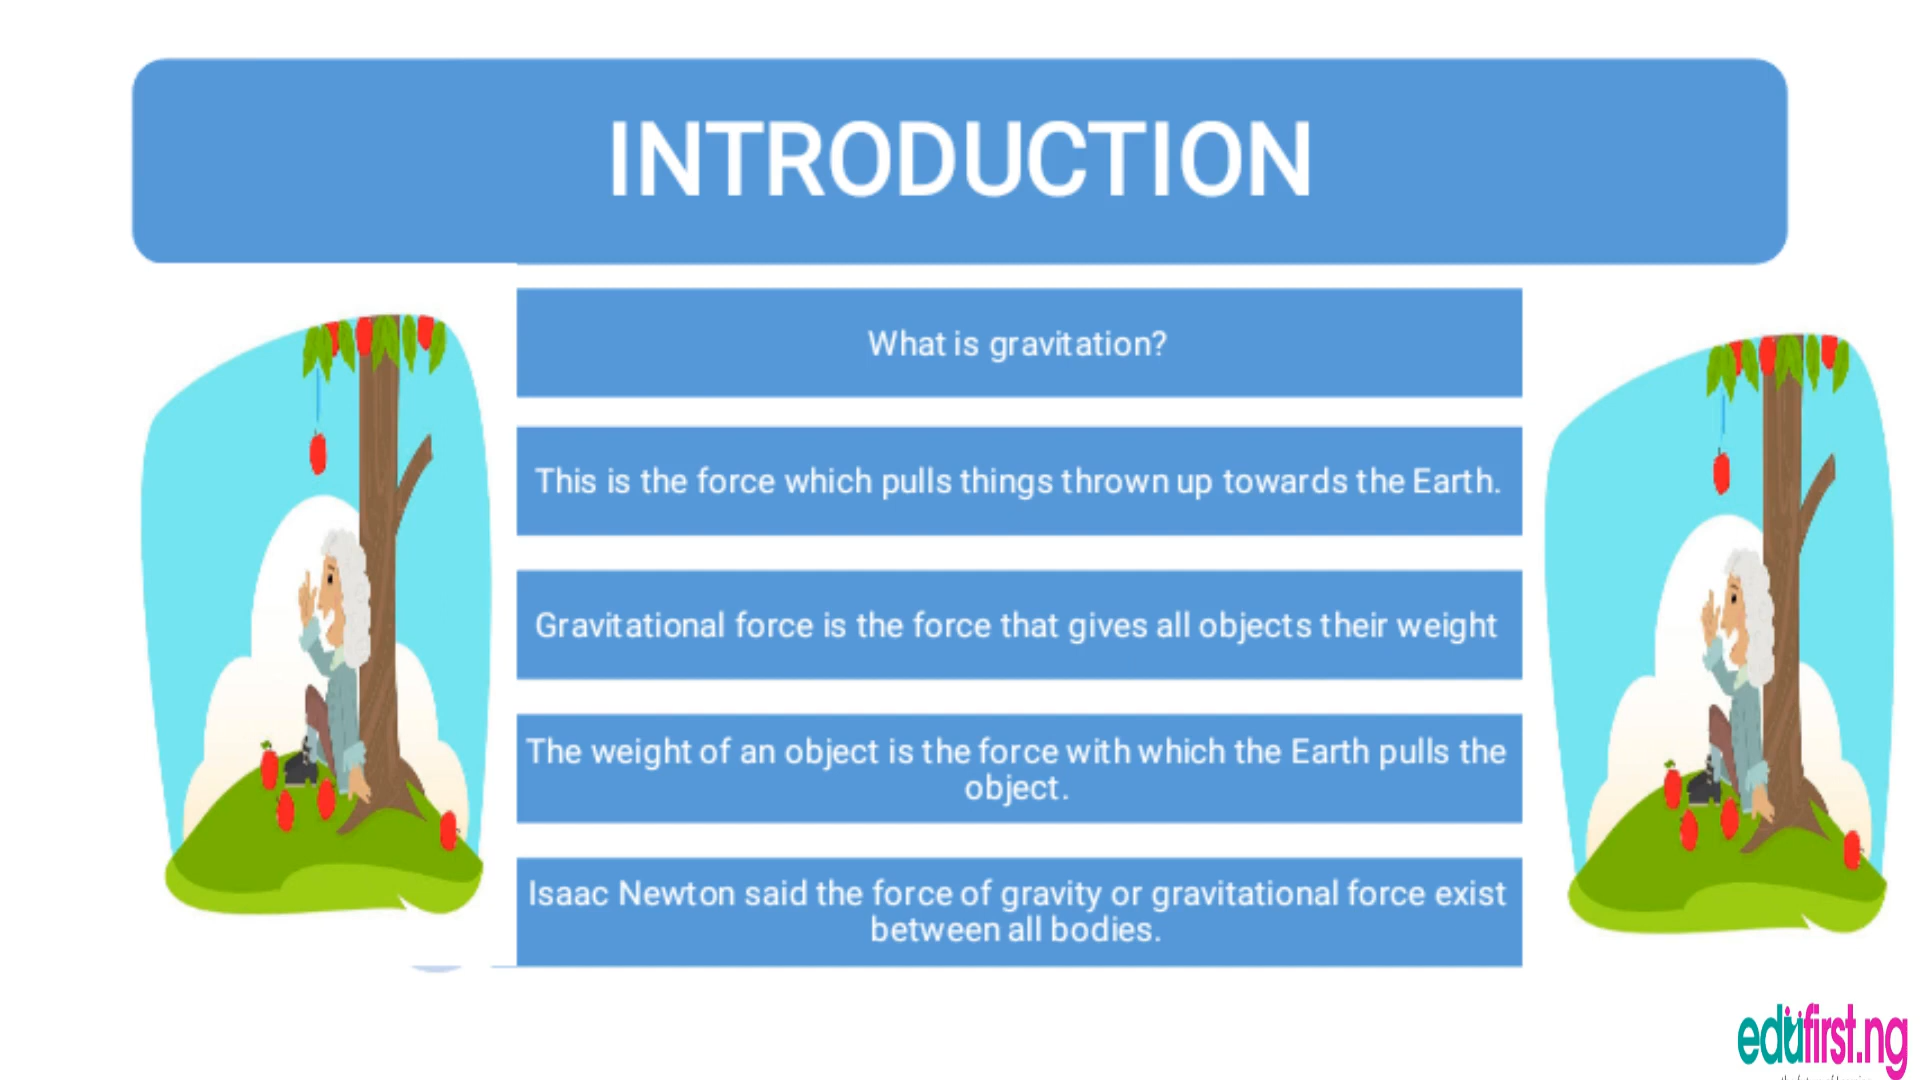 INTRODUCTION
What is gravitation?
This is the force which pulls things thrown up towards the Earth.
Gravitational force is the force that gives all objects their weight
The weight of an object is the force with which the Earth pulls the
object.
Isaac Newton said the force of gravity or gravitational force exist
between all bodies.
edufirst.ng